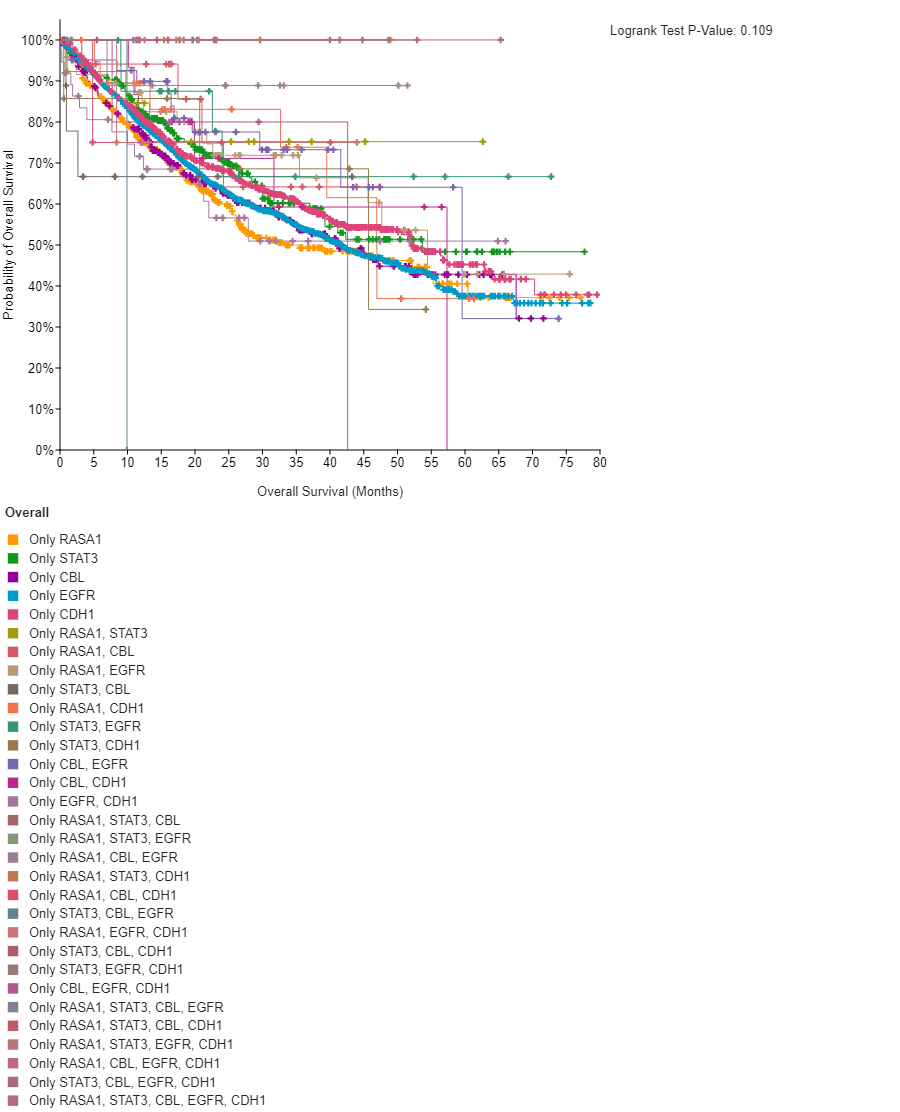 Logrank Test P-Value: 0.109
100%
90%
80%
70%
60%
50%
40%
30%
20%
10%
0%
Probability of Overall Survival
0 5 10 15 20 25 30 35 40 45 50 55 60 65 70 75 80
Overall Survival (Months)
Overall
Only RASA1
Only STAT3
Only CBL
Only EGFR
Only CDH1
Only RASA1, STAT3
Only RASA1, CBL
Only RASA1, EGFR
Only STAT3, CBL
Only RASA1, CDH1
Only STAT3, EGFR
Only STAT3, CDH1
Only CBL, EGFR
Only CBL, CDH1
Only EGFR, CDH1
Only RASA1, STAT3, CBL
Only RASA1, STAT3, EGFR
Only RASA1, CBL, EGFR
Only RASA1, STAT3, CDH1
Only RASA1, CBL, CDH1
Only STAT3, CBL, EGFR
Only RASA1, EGFR, CDH1
Only STAT3, CBL, CDH1
Only STAT3, EGFR, CDH1
Only CBL, EGFR, CDH1
Only RASA1, STAT3, CBL, EGFR
Only RASA1, STAT3, CBL, CDH1
Only RASA1, STAT3, EGFR, CDH1
Only RASA1, CBL, EGFR, CDH1
Only STAT3, CBL, EGFR, CDH1
Only RASA1, STAT3, CBL, EGFR, CDH1